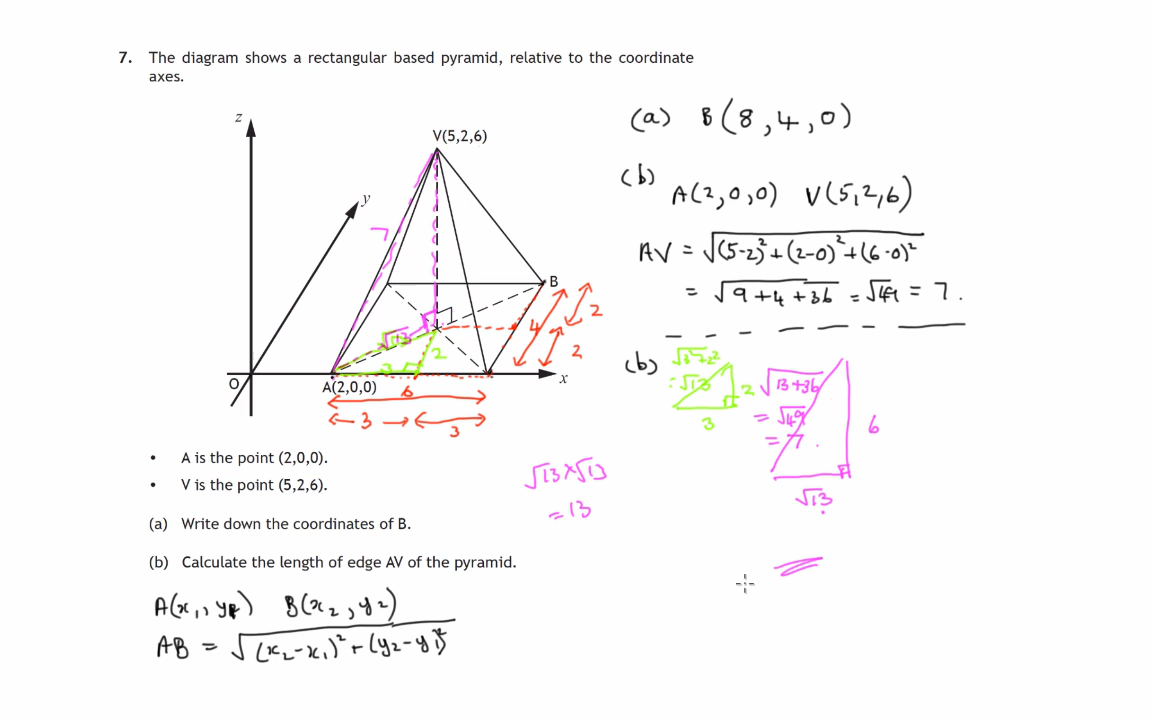 7. The diagram shows a rectangular based pyramid, relative to the coordinate
axes.
z
V(5,2,6)
y
7
B
√13
2
3
4
2
2
O
A(2,0,0)
x
6
3
3
• A is the point (2,0,0).
• V is the point (5,2,6).
(a) Write down the coordinates of B.
(b) Calculate the length of edge AV of the pyramid.
A(x₁, y₁) B(x₂, y₂)
AB = √(x₂-x₁)²+(y₂-y₁)²
√13×√13
=13
(a) B(8,4,0)
(b)
A(2,0,0) V(5,2,6)
AV = √(5-2)²+(2-0)²+(6-0)²
= √9+4+36 = √49 = 7.
(b)
√3²+2²
=√13
2
3
√13+36
= √49
= 7.
6
√13